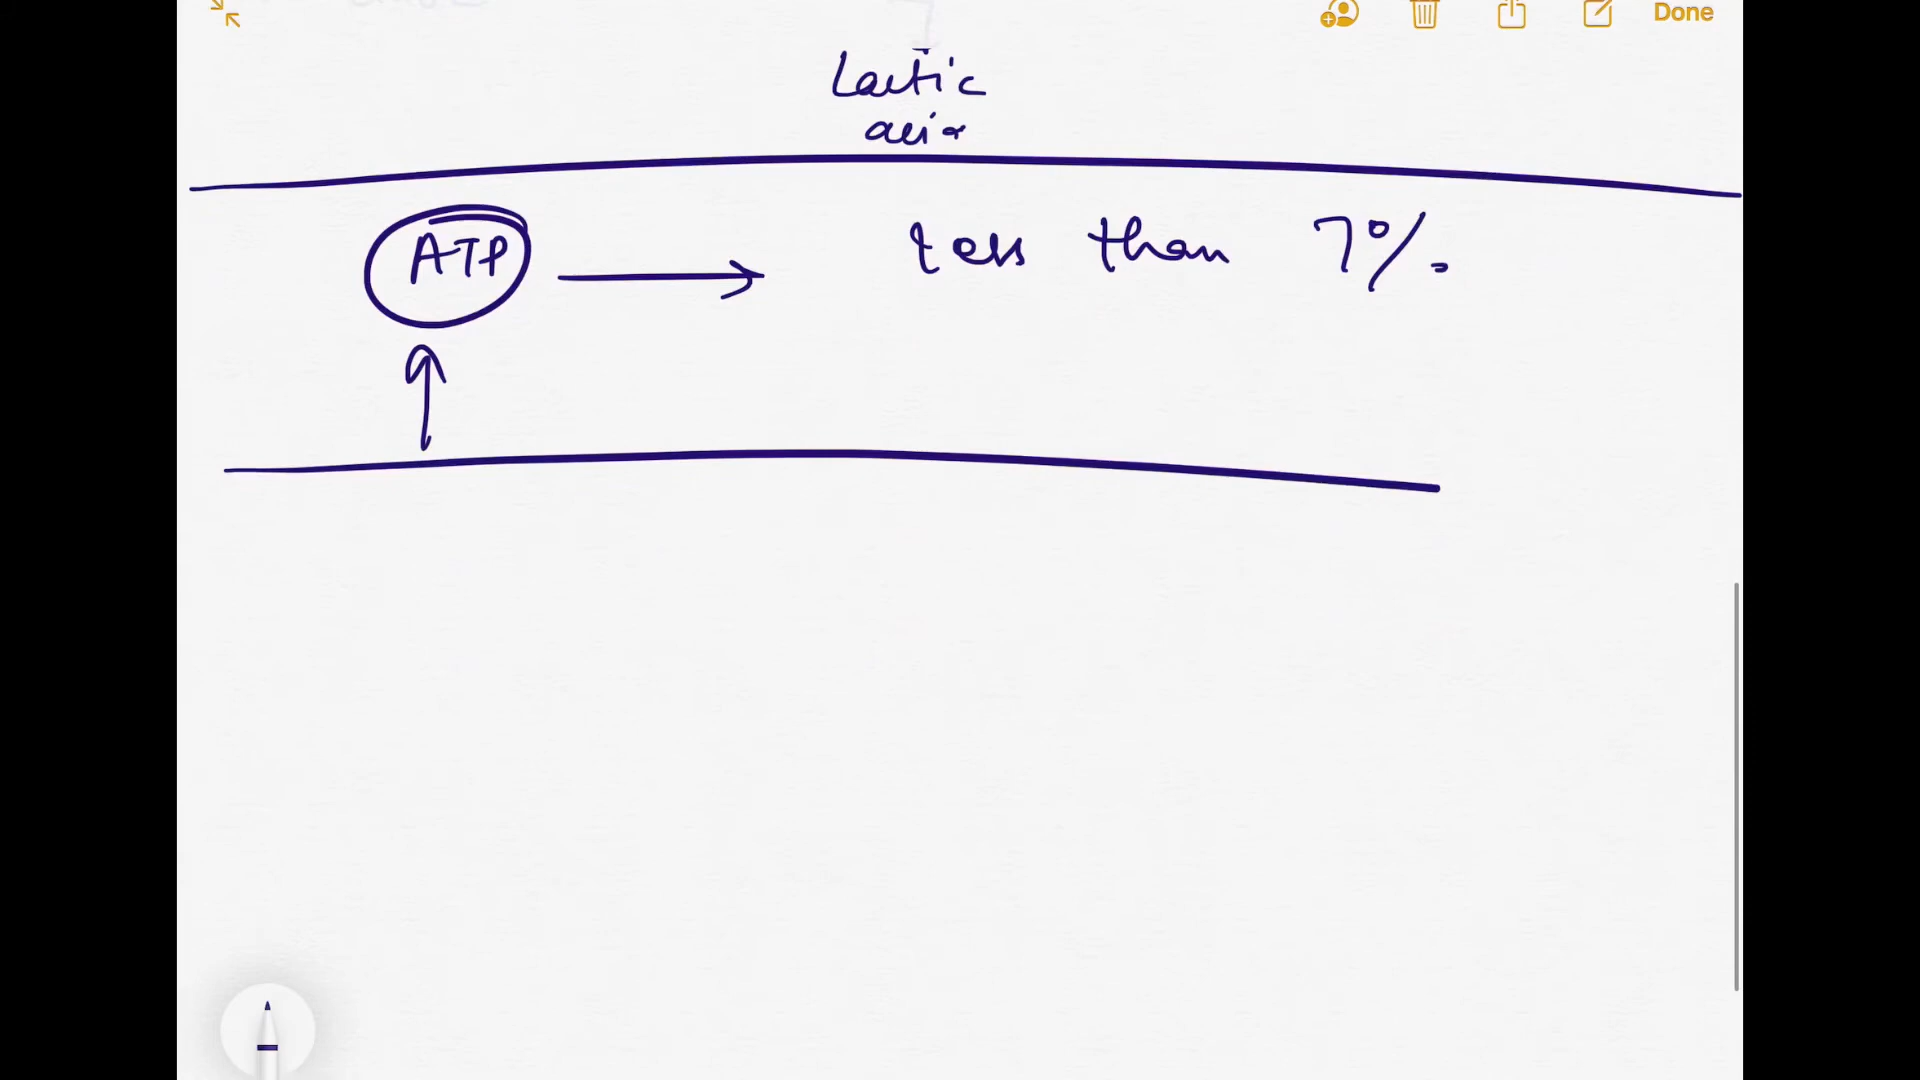 Done
Lactic
acid
ATP → less than 7%.
↑